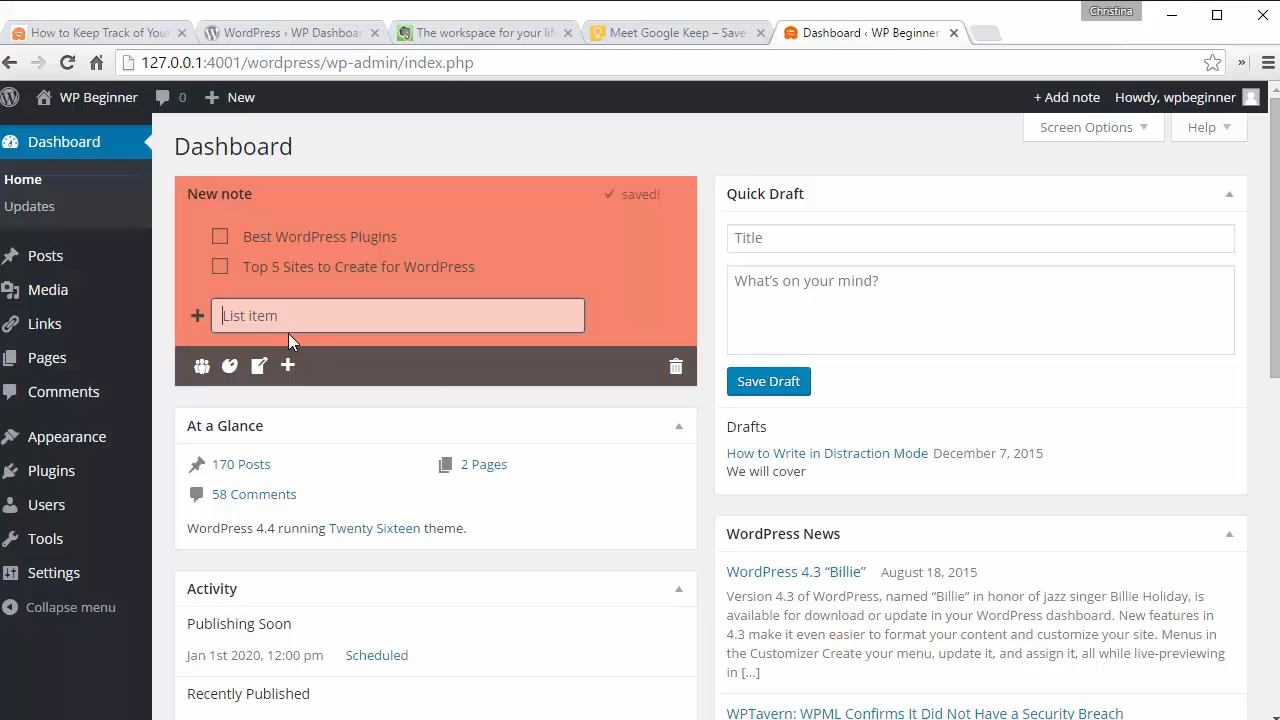 Christina
How to Keep Track of Your
WordPress › WP Dashboar
The workspace for your life
Meet Google Keep – Save
Dashboard ‹ WP Beginner
127.0.0.1:4001/wordpress/wp-admin/index.php
WP Beginner
0
New
+ Add note
Howdy, wpbeginner
Screen Options
Help
Dashboard
Home
Updates
Posts
Media
Links
Pages
Comments
Appearance
Plugins
Users
Tools
Settings
Collapse menu
Dashboard
New note
saved!
Best WordPress Plugins
Top 5 Sites to Create for WordPress
List item
At a Glance
170 Posts
2 Pages
58 Comments
WordPress 4.4 running Twenty Sixteen theme.
Activity
Publishing Soon
Jan 1st 2020, 12:00 pm Scheduled
Recently Published
Quick Draft
Title
What's on your mind?
Save Draft
Drafts
How to Write in Distraction Mode December 7, 2015
We will cover
WordPress News
WordPress 4.3 “Billie” August 18, 2015
Version 4.3 of WordPress, named “Billie” in honor of jazz singer Billie Holiday, is
available for download or update in your WordPress dashboard. New features in
4.3 make it even easier to format your content and customize your site. Menus in
the Customizer Create your menu, update it, and assign it, all while live-previewing
in […]
WPTavern: WPML Confirms It Did Not Have a Security Breach